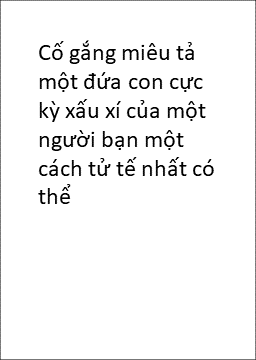 Cố gắng miêu tả
một đứa con cực
kỳ xấu xí của một
người bạn một
cách tử tế nhất có
thể